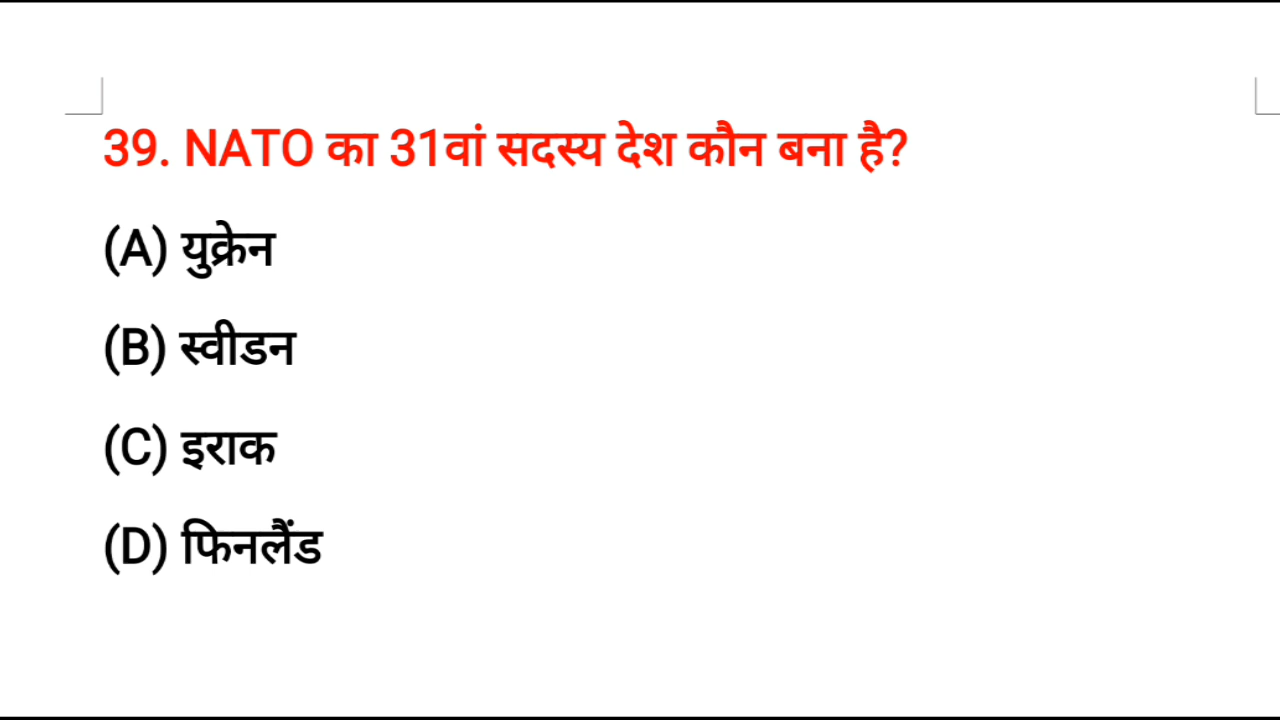 39. NATO का 31वां सदस्य देश कौन बना है?
(A) युक्रेन
(B) स्वीडन
(C) इराक
(D) फिनलैंड